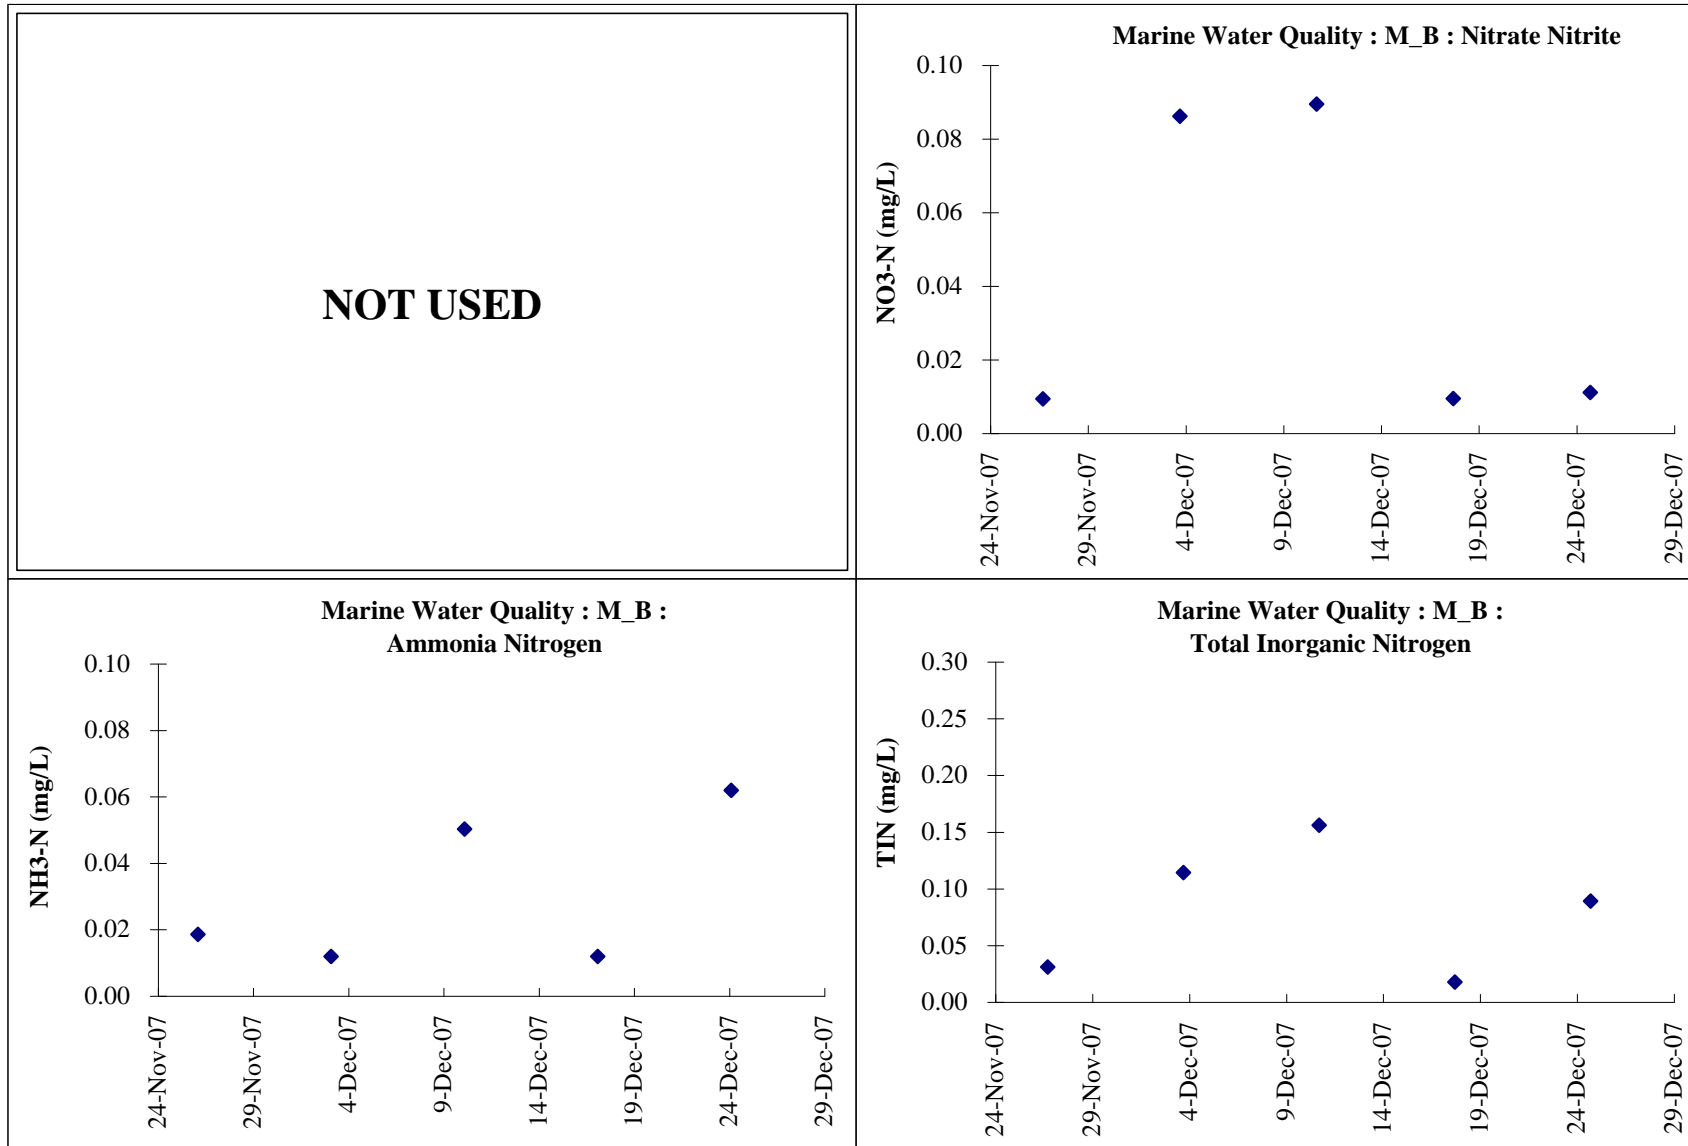 NOT USED
Marine Water Quality : M_B : Nitrate Nitrite
NO3-N (mg/L)
0.10
0.08
0.06
0.04
0.02
0.00
24-Nov-07
29-Nov-07
4-Dec-07
9-Dec-07
14-Dec-07
19-Dec-07
24-Dec-07
29-Dec-07
Marine Water Quality : M_B :
Ammonia Nitrogen
NH3-N (mg/L)
0.10
0.08
0.06
0.04
0.02
0.00
24-Nov-07
29-Nov-07
4-Dec-07
9-Dec-07
14-Dec-07
19-Dec-07
24-Dec-07
29-Dec-07
Marine Water Quality : M_B :
Total Inorganic Nitrogen
TIN (mg/L)
0.30
0.25
0.20
0.15
0.10
0.05
0.00
24-Nov-07
29-Nov-07
4-Dec-07
9-Dec-07
14-Dec-07
19-Dec-07
24-Dec-07
29-Dec-07